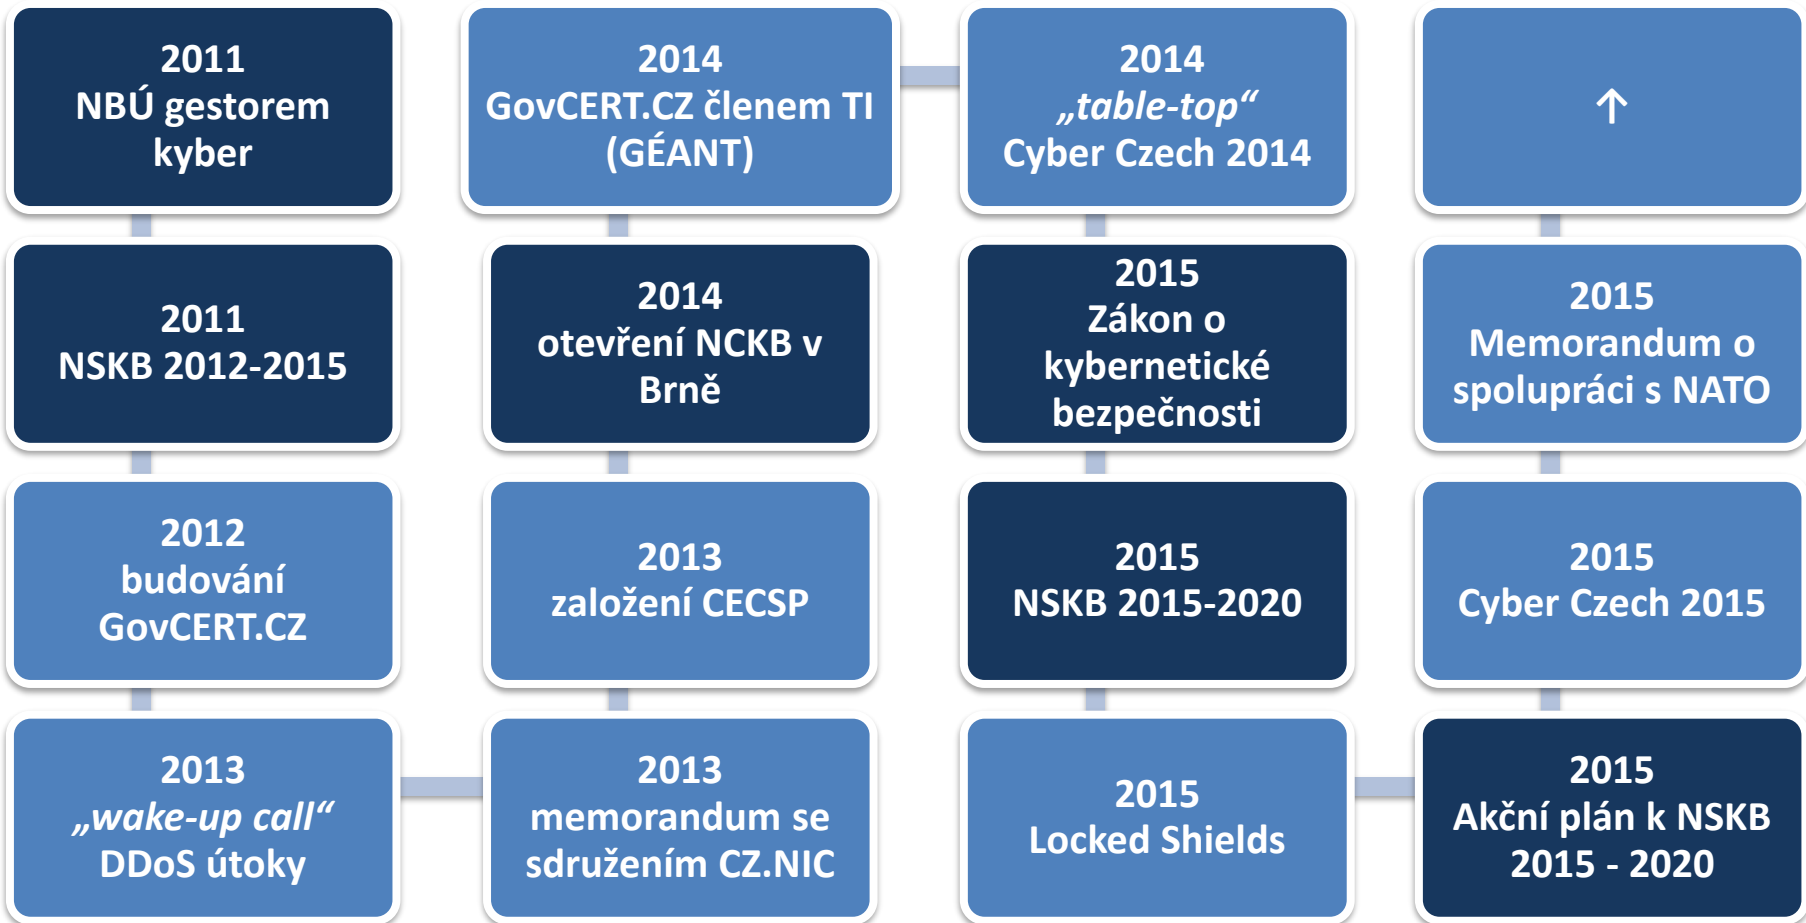 2011
NBÚ gestorem
kyber
2011
NSKB 2012-2015
2012
budování
GovCERT.CZ
2013
„wake-up call“
DDoS útoky
2013
memorandum se
sdružením CZ.NIC
2013
založení CECSP
2014
otevření NCKB v
Brně
2014
GovCERT.CZ členem TI
(GÉANT)
2014
„table-top“
Cyber Czech 2014
2015
Zákon o
kybernetické
bezpečnosti
2015
NSKB 2015-2020
2015
Locked Shields
2015
Akční plán k NSKB
2015 - 2020
2015
Cyber Czech 2015
2015
Memorandum o
spolupráci s NATO
↑